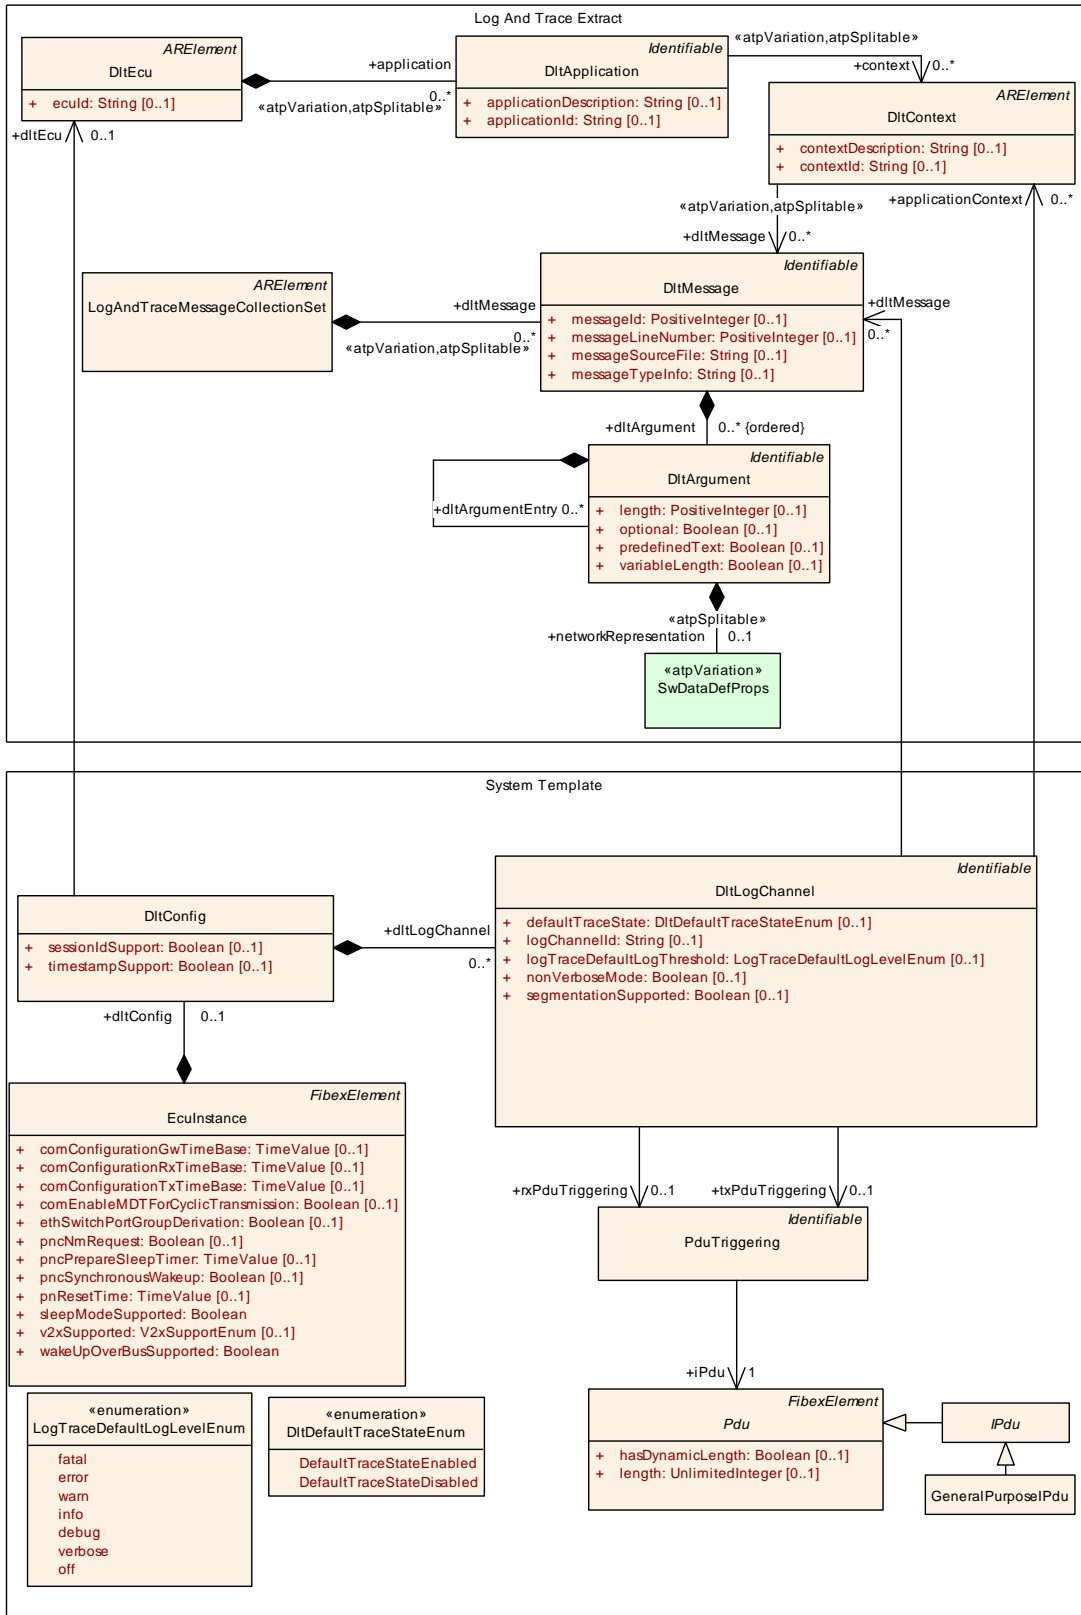 Log And Trace Extract
ARElement
DltEcu
+ ecuId: String [0..1]
+application
0..*
«atpVariation,atpSplitable»
Identifiable
DltApplication
+ applicationDescription: String [0..1]
+ applicationId: String [0..1]
«atpVariation,atpSplitable»
+context 0..*
ARElement
DltContext
+ contextDescription: String [0..1]
+ contextId: String [0..1]
+dltEcu 0..1
+applicationContext 0..*
«atpVariation,atpSplitable»
+dltMessage 0..*
ARElement
LogAndTraceMessageCollectionSet
+dltMessage
0..*
«atpVariation,atpSplitable»
Identifiable
DltMessage
+ messageId: PositiveInteger [0..1]
+ messageLineNumber: PositiveInteger [0..1]
+ messageSourceFile: String [0..1]
+ messageTypeInfo: String [0..1]
+dltMessage
0..*
+dltArgument 0..* {ordered}
Identifiable
DltArgument
+ length: PositiveInteger [0..1]
+ optional: Boolean [0..1]
+ predefinedText: Boolean [0..1]
+ variableLength: Boolean [0..1]
+dltArgumentEntry 0..*
«atpSplitable»
+networkRepresentation 0..1
«atpVariation»
SwDataDefProps
System Template
DltConfig
+ sessionIdSupport: Boolean [0..1]
+ timestampSupport: Boolean [0..1]
+dltLogChannel
0..*
Identifiable
DltLogChannel
+ defaultTraceState: DltDefaultTraceStateEnum [0..1]
+ logChannelId: String [0..1]
+ logTraceDefaultLogThreshold: LogTraceDefaultLogLevelEnum [0..1]
+ nonVerboseMode: Boolean [0..1]
+ segmentationSupported: Boolean [0..1]
+dltConfig 0..1
FibexElement
EcuInstance
+ comConfigurationGwTimeBase: TimeValue [0..1]
+ comConfigurationRxTimeBase: TimeValue [0..1]
+ comConfigurationTxTimeBase: TimeValue [0..1]
+ comEnableMDTForCyclicTransmission: Boolean [0..1]
+ ethSwitchPortGroupDerivation: Boolean [0..1]
+ pncNmRequest: Boolean [0..1]
+ pncPrepareSleepTimer: TimeValue [0..1]
+ pncSynchronousWakeup: Boolean [0..1]
+ pnResetTime: TimeValue [0..1]
+ sleepModeSupported: Boolean
+ v2xSupported: V2xSupportEnum [0..1]
+ wakeUpOverBusSupported: Boolean
+rxPduTriggering 0..1
+txPduTriggering 0..1
Identifiable
PduTriggering
+iPdu 1
FibexElement
Pdu
+ hasDynamicLength: Boolean [0..1]
+ length: UnlimitedInteger [0..1]
IPdu
GeneralPurposeIPdu
«enumeration»
LogTraceDefaultLogLevelEnum
fatal
error
warn
info
debug
verbose
off
«enumeration»
DltDefaultTraceStateEnum
DefaultTraceStateEnabled
DefaultTraceStateDisabled